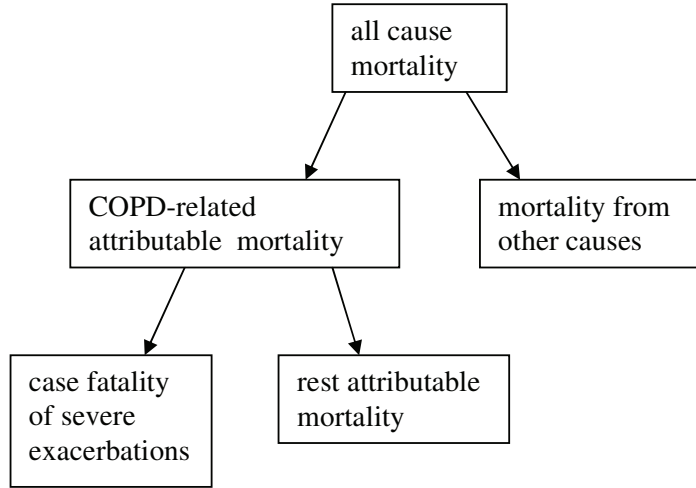 all cause
mortality
COPD-related
attributable mortality
mortality from
other causes
case fatality
of severe
exacerbations
rest attributable
mortality